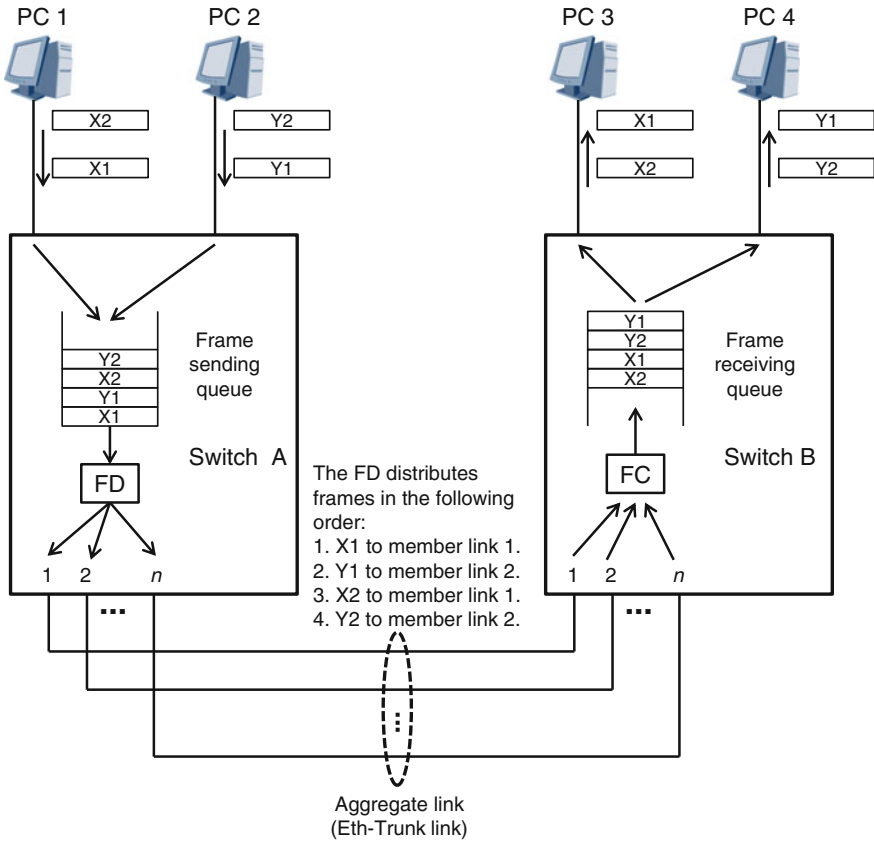 PC 1
PC 2
PC 3
PC 4
X2
X1
Y2
Y1
X1
X2
Y1
Y2
Y2
X2
Y1
X1
Frame
sending
queue
FD
Switch A
1 2 ... n
...
Y1
Y2
X1
X2
Frame
receiving
queue
FC
Switch B
1 2 ... n
...
The FD distributes
frames in the following
order:
1. X1 to member link 1.
2. Y1 to member link 2.
3. X2 to member link 1.
4. Y2 to member link 2.
...
Aggregate link
(Eth-Trunk link)